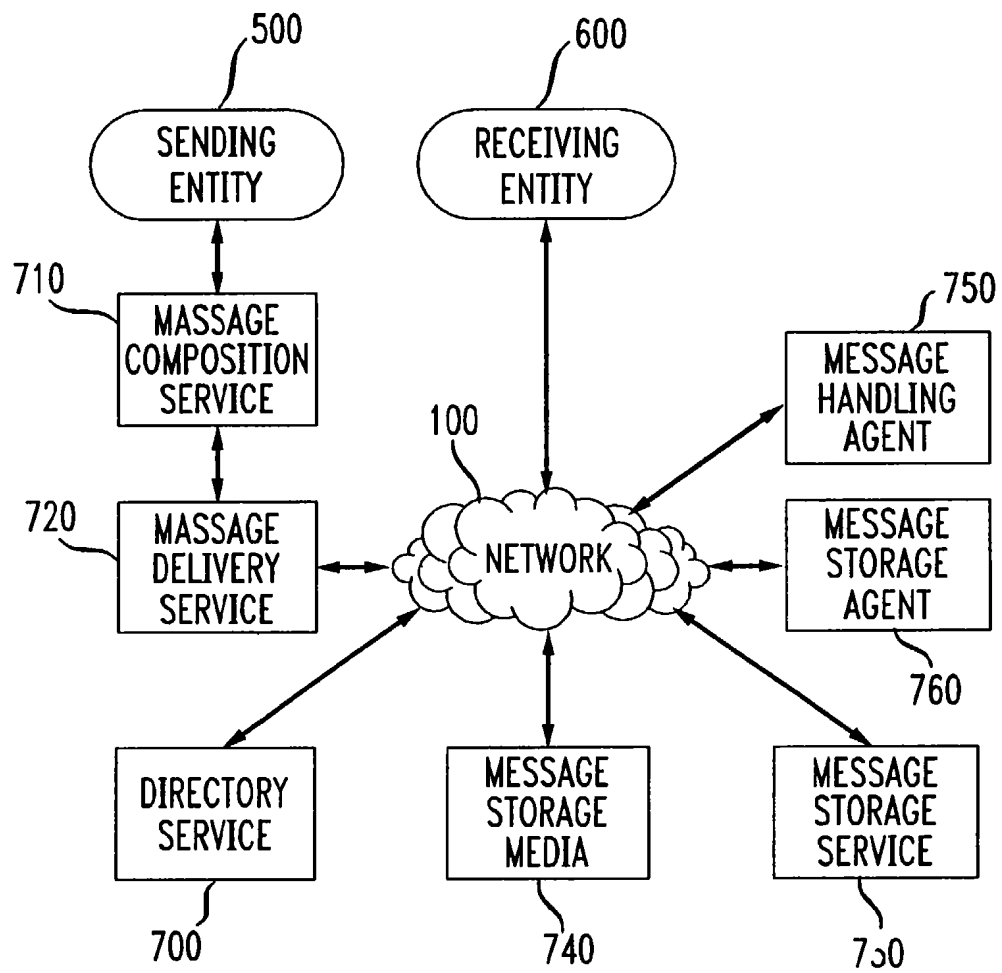 500
600
SENDING
ENTITY
RECEIVING
ENTITY
710
MASSAGE
COMPOSITION
SERVICE
750
MESSAGE
HANDLING
AGENT
100
NETWORK
720
MASSAGE
DELIVERY
SERVICE
MESSAGE
STORAGE
AGENT
760
DIRECTORY
SERVICE
700
MESSAGE
STORAGE
MEDIA
740
MESSAGE
STORAGE
SERVICE